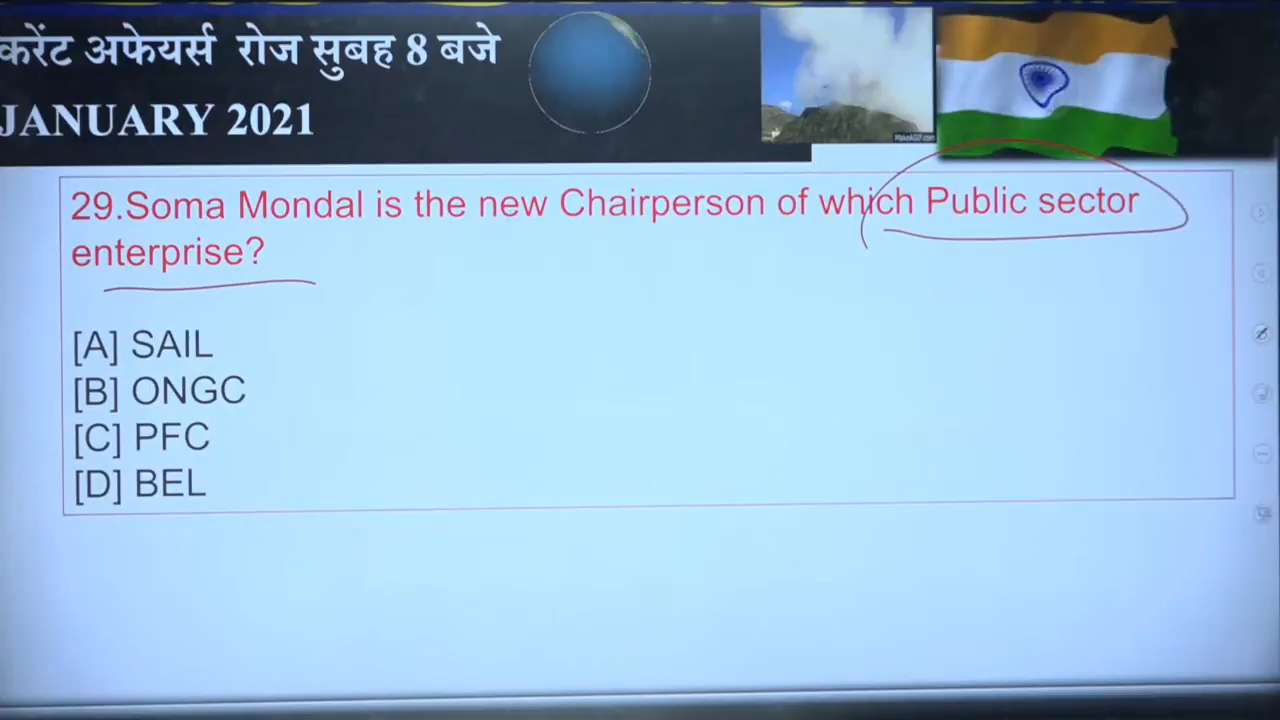 करेंट अफेयर्स रोज सुबह 8 बजे
JANUARY 2021
29.Soma Mondal is the new Chairperson of which Public sector
enterprise?
[A] SAIL
[B] ONGC
[C] PFC
[D] BEL